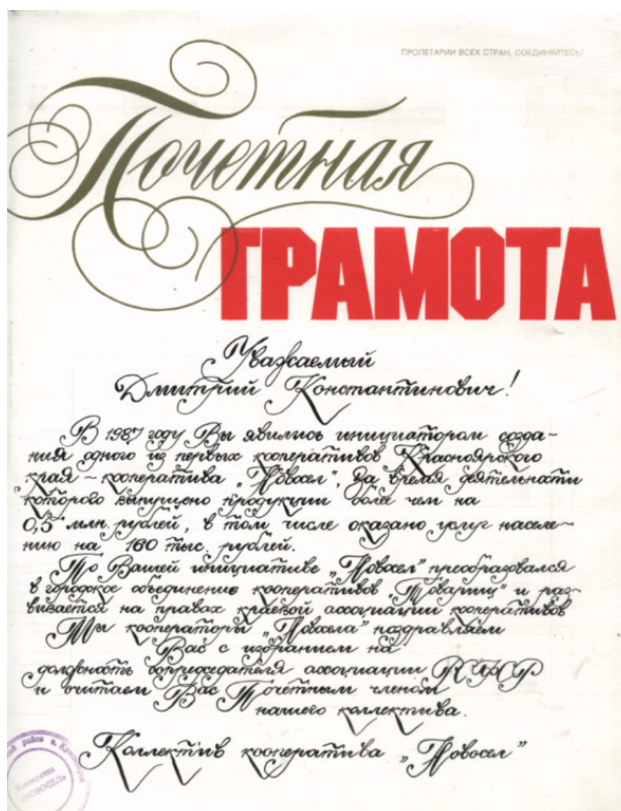 ПРОЛЕТАРИИ ВСЕХ СТРАН, СОЕДИНЯЙТЕСЬ!
Почетная
ГРАМОТА
Уважаемый
Дмитрий Константинович!
В 1987 году Вы явились инициатором созда-
ния одного из первых кооперативов Красноярского
края – кооператива „Новосел". За время деятельности
которого выпущено продукции более чем на
0,5 млн. рублей, в том числе оказано услуг населе-
нию на 160 тыс. рублей.
По Вашей инициативе „Новосел" преобразовался
в городское объединение кооперативов „Товарищ" и раз-
вивается на правах краевой ассоциации кооперативов
Мы кооператоры „Новосела" поздравляем
Вас с избранием на
должность зампредседателя ассоциации
и считаем Вас Почетным членом
нашего коллектива.
Коллектив кооператива „Новосел"
район г.
Кооператив
«НОВОСЕЛ»